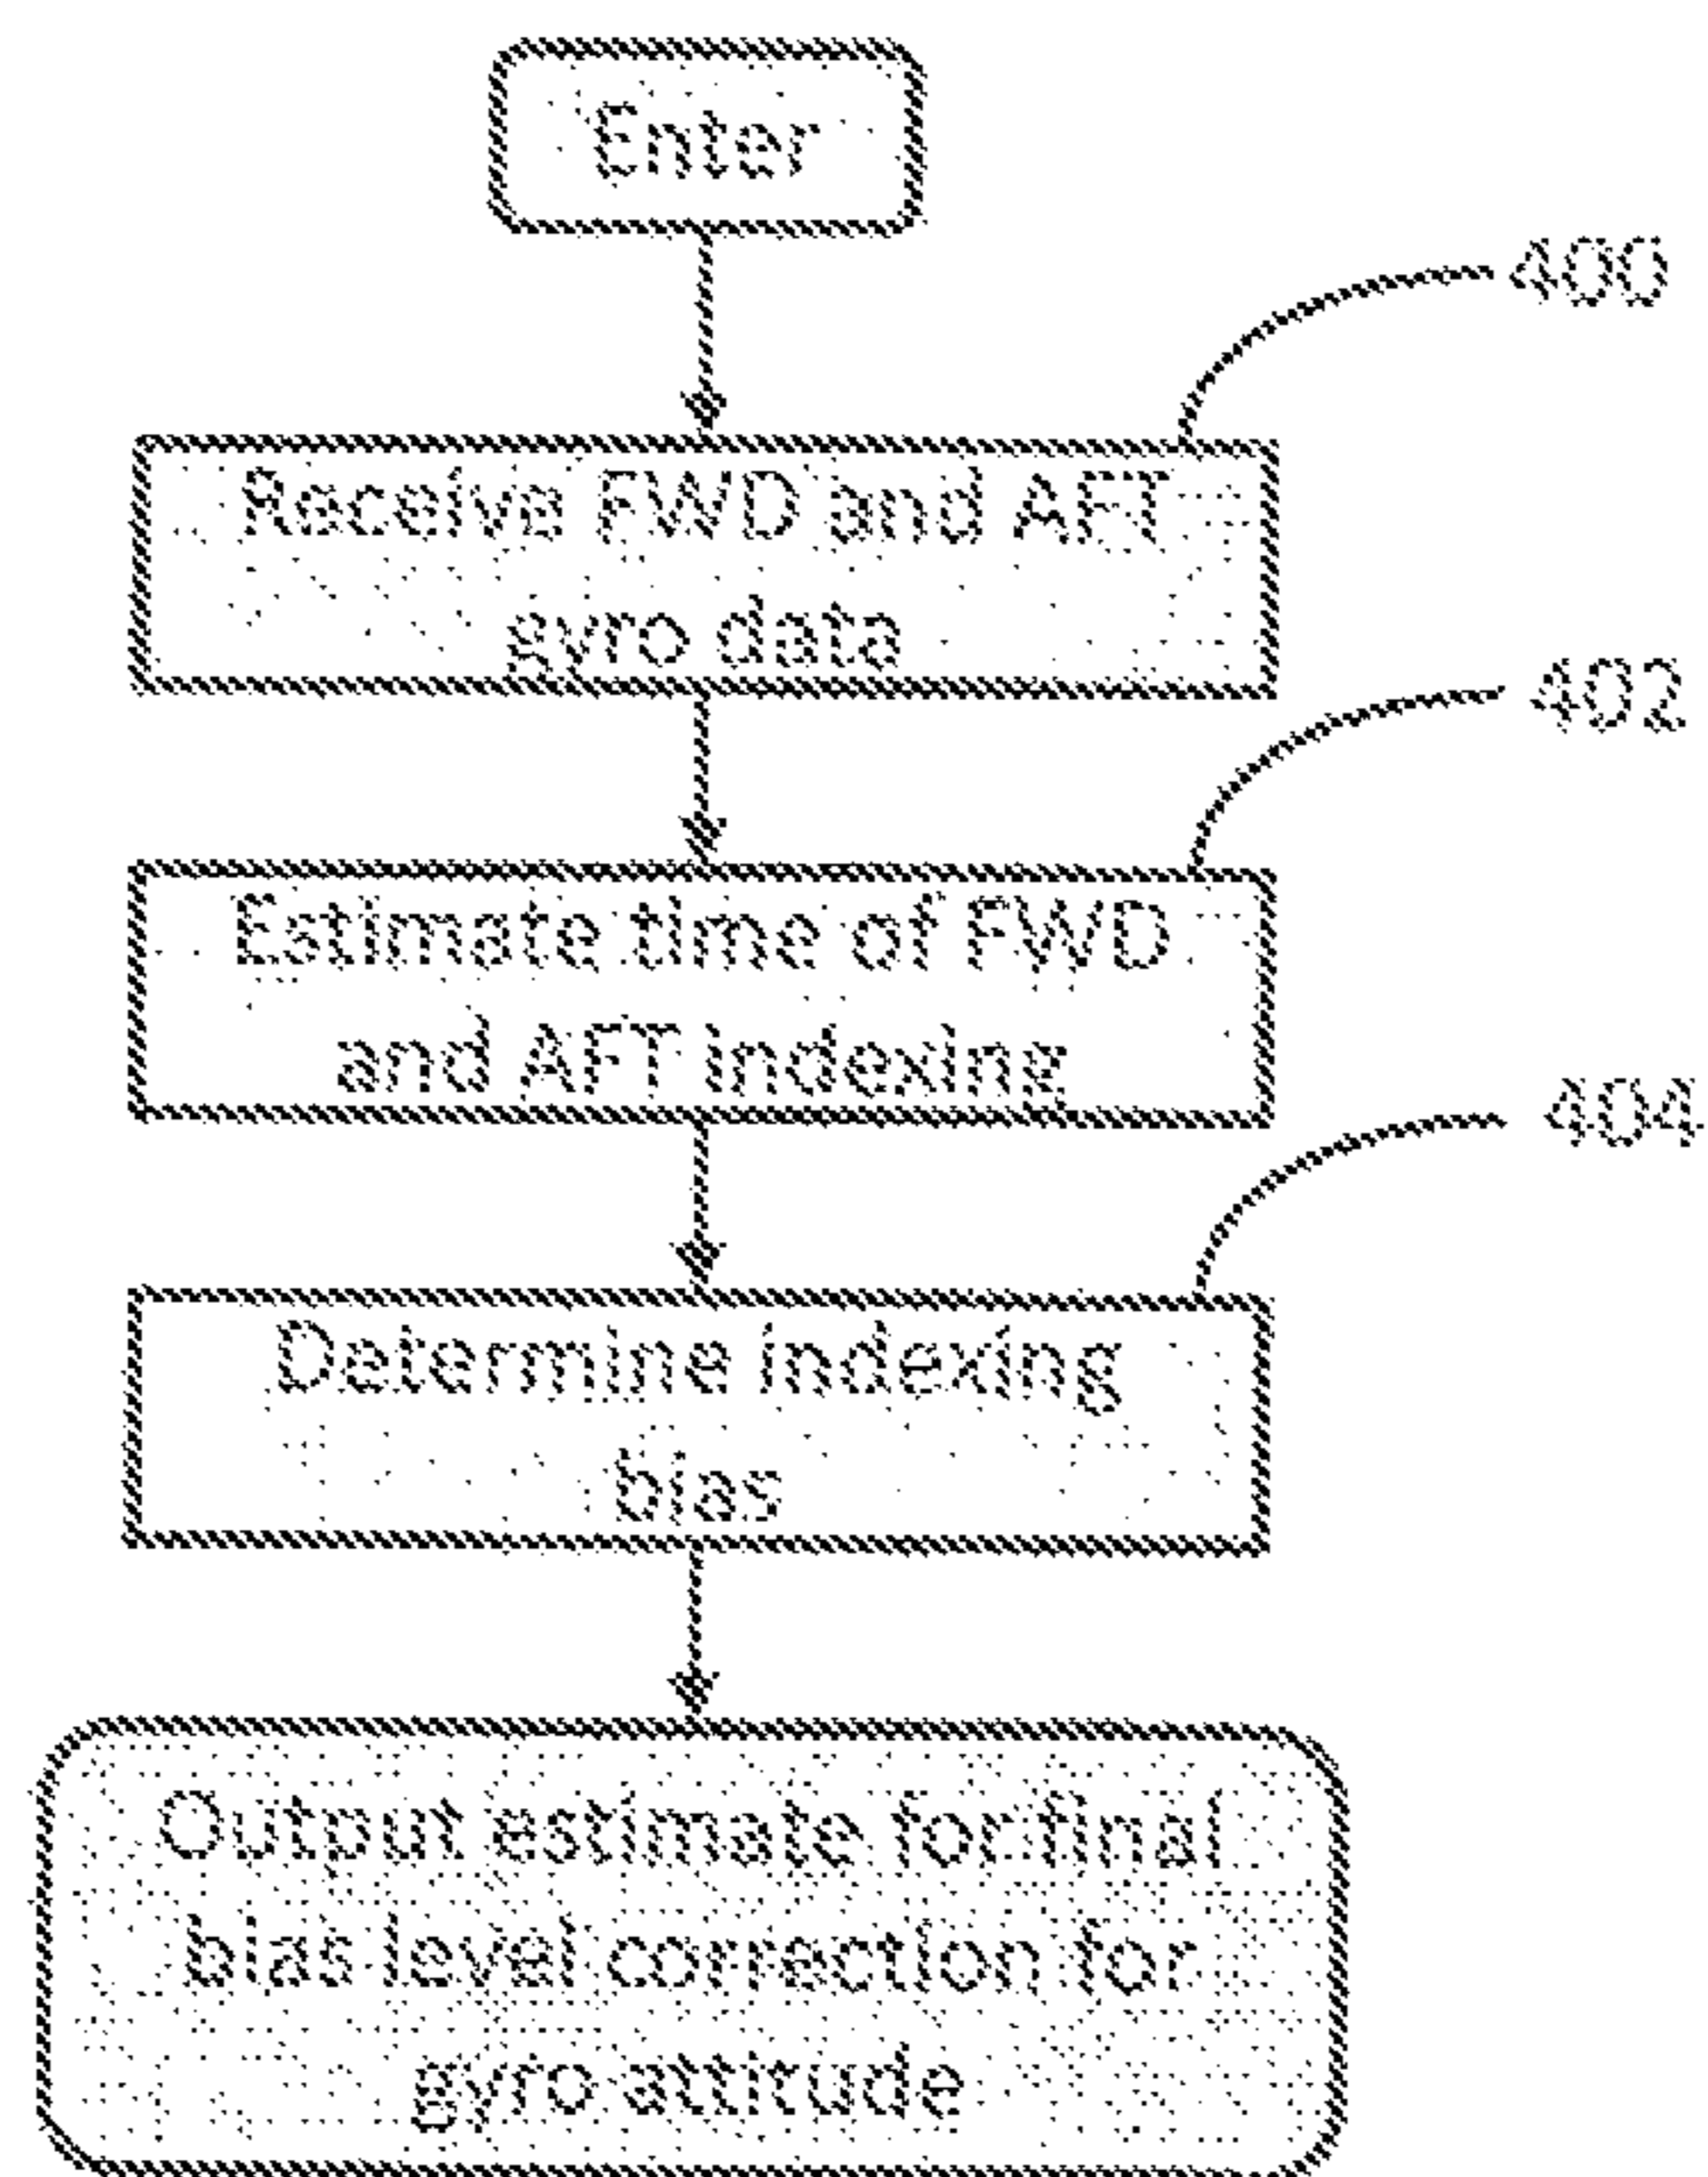 Enter
400
Receive FWD and AFT
gyro data
402
Estimate time of FWD
and AFT indexing
404
Determine indexing
bias
Output estimate for final
bias level correction for
gyro attitude